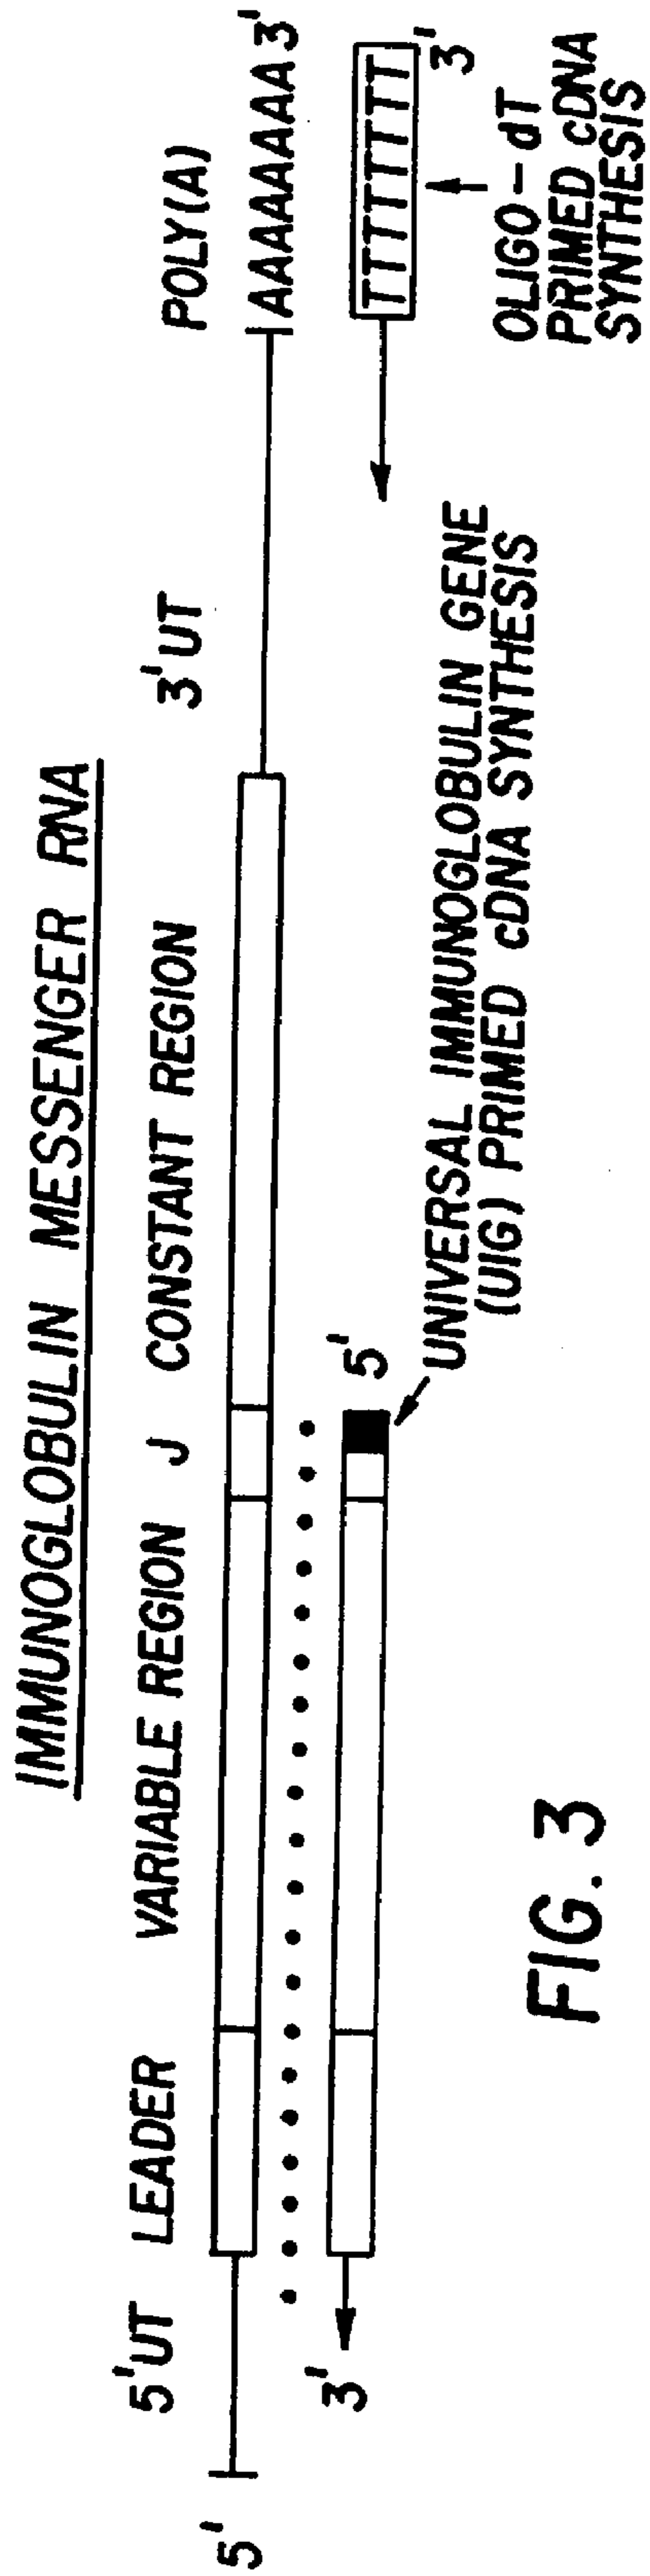 IMMUNOGLOBULIN MESSENGER RNA
5'UT LEADER VARIABLE REGION J CONSTANT REGION 3'UT POLY(A)
5'
AAAAAAAA 3'
3'
5'
TTTTTTTT
3'
UNIVERSAL IMMUNOGLOBULIN GENE
(UIG) PRIMED cDNA SYNTHESIS
OLIGO-dT
PRIMED cDNA
SYNTHESIS
FIG. 3